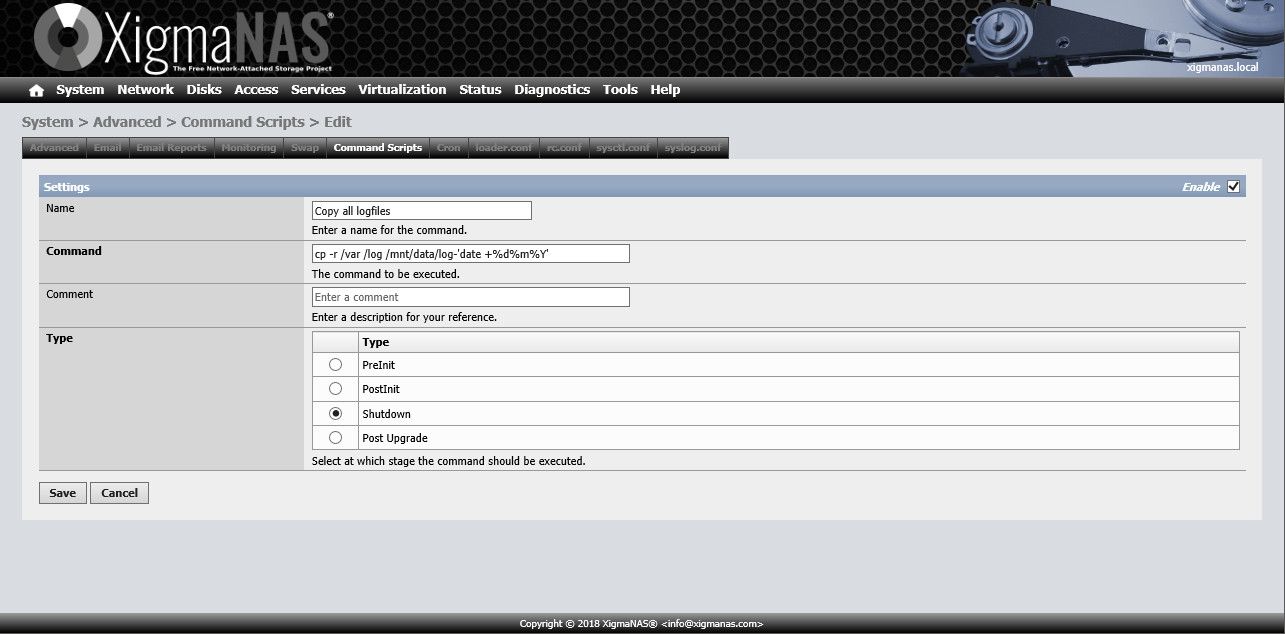 XigmaNAS®
The Free Network-Attached Storage Project
xigmanas.local
System Network Disks Access Services Virtualization Status Diagnostics Tools Help
System > Advanced > Command Scripts > Edit
Advanced Email Email Reports Monitoring Swap Command Scripts Cron loader.conf rc.conf sysctl.conf syslog.conf
Settings Enable
Name Copy all logfiles
Enter a name for the command.
Command cp -r /var /log /mnt/data/log-'date +%d%m%Y'
The command to be executed.
Comment Enter a comment
Enter a description for your reference.
Type Type
PreInit
PostInit
Shutdown
Post Upgrade
Select at which stage the command should be executed.
Save Cancel
Copyright © 2018 XigmaNAS® <info@xigmanas.com>